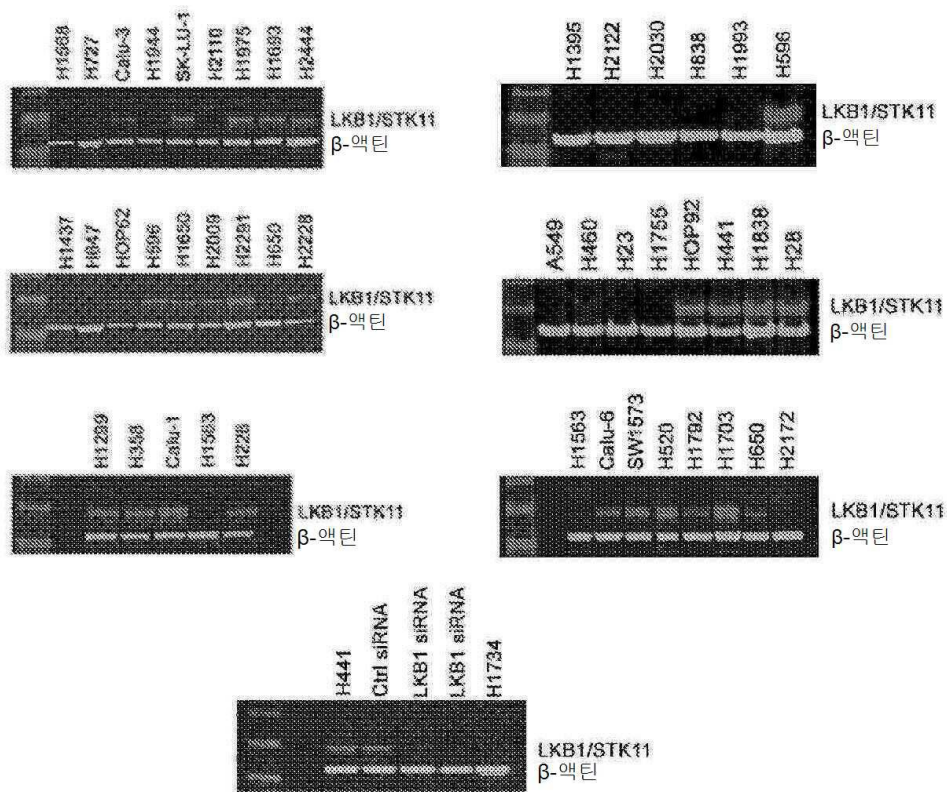 H1568 H727 Calu-3 H1944 SK-LU-1 H2110 H1975 H1693 H2444
LKB1/STK11
β-액틴
H1395 H2122 H2030 H838 H1993 H596
LKB1/STK11
β-액틴
H1437 H647 HOP62 H596 H1650 H2009 H2291 H650 H2228
LKB1/STK11
β-액틴
A549 H460 H23 H1755 HOP92 H441 H1838 H28
LKB1/STK11
β-액틴
H1299 H358 Calu-1 H1563 H226
LKB1/STK11
β-액틴
H1563 Calu-6 SW1573 H520 H1792 H1703 H650 H2172
LKB1/STK11
β-액틴
H441 Ctrl siRNA LKB1 siRNA LKB1 siRNA H1734
LKB1/STK11
β-액틴